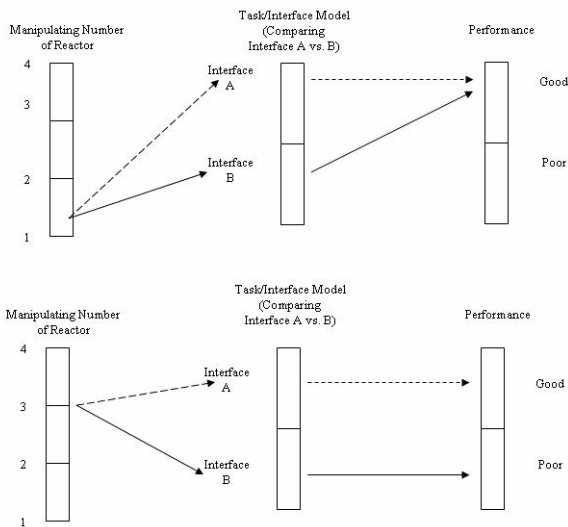 Task/Interface Model
Manipulating Number
(Comparing
Performance
of Reactor
Interface A vs. B)
4
Interface
A
Good
3
Interface
B
Poor
2
1
Task/Interface Model
(Comparing
Manipulating Number
Interface A vs. B)
Performance
of Reactor
4
Interface
A
Good
3
2
Interface
B
Poor
1